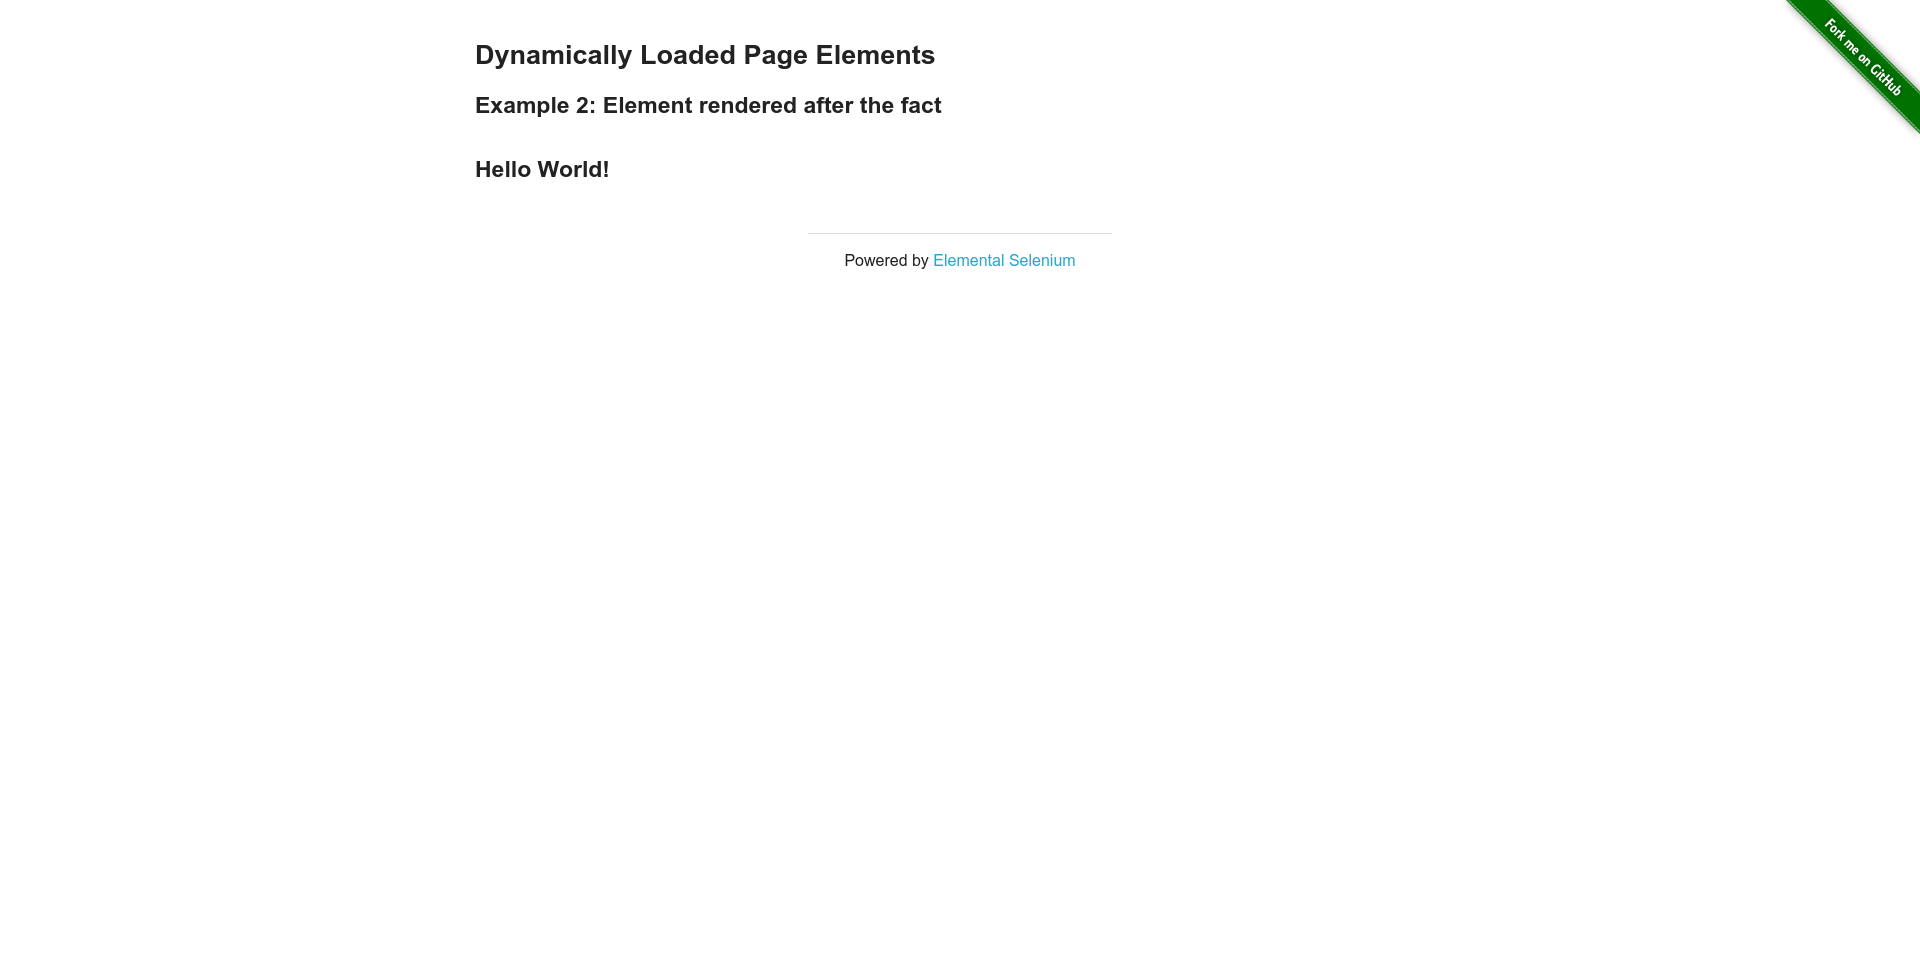 Dynamically Loaded Page Elements
Example 2: Element rendered after the fact
Hello World!
Powered by Elemental Selenium
Fork me on GitHub